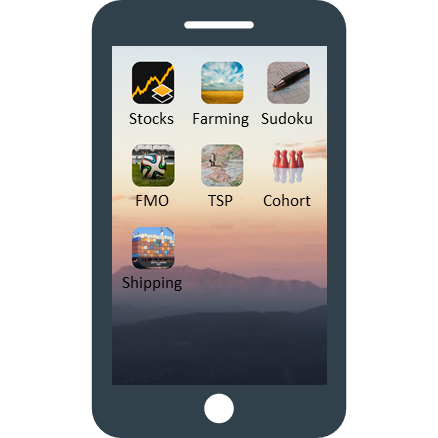 Stocks Farming Sudoku
FMO TSP Cohort
Shipping